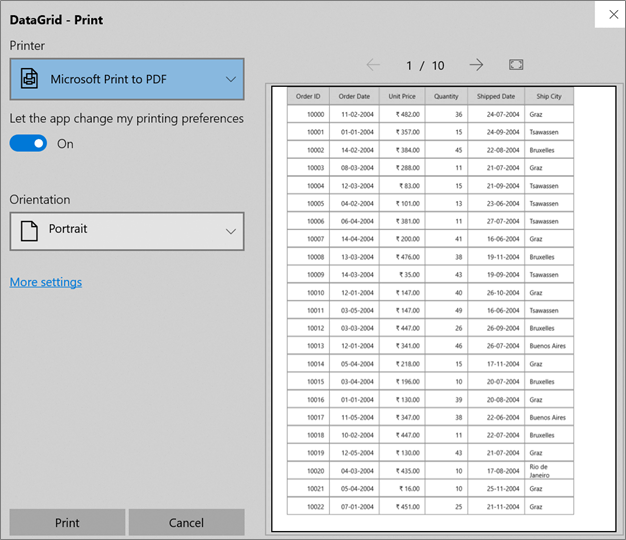 DataGrid - Print
Printer
Microsoft Print to PDF
Let the app change my printing preferences
On
Orientation
Portrait
More settings
Print Cancel
1 / 10
Order ID Order Date Unit Price Quantity Shipped Date Ship City
10000 11-02-2004 ₹ 482.00 36 24-07-2004 Graz
10001 01-01-2004 ₹ 357.00 15 24-09-2004 Tsawassen
10002 14-02-2004 ₹ 384.00 45 22-08-2004 Bruxelles
10003 08-03-2004 ₹ 288.00 11 21-07-2004 Graz
10004 12-03-2004 ₹ 83.00 15 21-09-2004 Tsawassen
10005 04-02-2004 ₹ 101.00 13 23-06-2004 Tsawassen
10006 06-04-2004 ₹ 381.00 11 27-07-2004 Tsawassen
10007 14-04-2004 ₹ 200.00 41 16-06-2004 Graz
10008 13-03-2004 ₹ 476.00 38 19-11-2004 Bruxelles
10009 14-03-2004 ₹ 35.00 43 19-09-2004 Tsawassen
10010 12-01-2004 ₹ 147.00 40 26-10-2004 Graz
10011 03-05-2004 ₹ 147.00 49 16-06-2004 Tsawassen
10012 03-03-2004 ₹ 447.00 26 26-09-2004 Bruxelles
10013 12-01-2004 ₹ 341.00 46 26-07-2004 Buenos Aires
10014 05-04-2004 ₹ 218.00 15 17-11-2004 Graz
10015 03-04-2004 ₹ 196.00 10 20-07-2004 Bruxelles
10016 01-01-2004 ₹ 130.00 39 20-08-2004 Graz
10017 11-05-2004 ₹ 347.00 38 22-06-2004 Buenos Aires
10018 10-02-2004 ₹ 447.00 11 22-07-2004 Bruxelles
10019 12-05-2004 ₹ 130.00 43 21-07-2004 Graz
10020 04-03-2004 ₹ 435.00 10 17-08-2004 Rio de
Janeiro
10021 05-04-2004 ₹ 16.00 10 25-11-2004 Graz
10022 07-01-2004 ₹ 451.00 25 21-11-2004 Graz